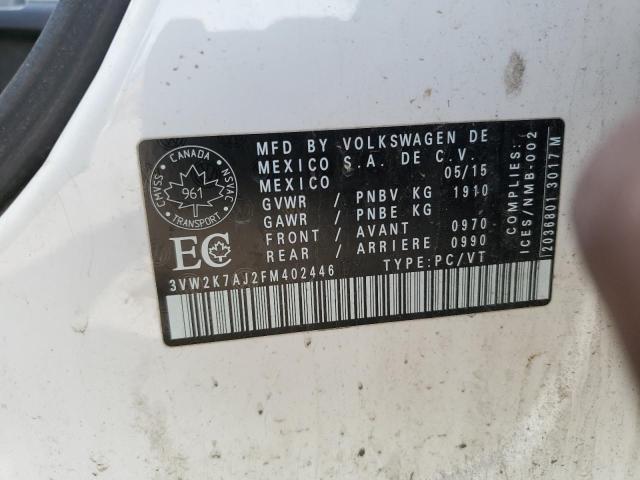 MFD BY VOLKSWAGEN DE
MEXICO S.A. DE C.V.
MEXICO 05/15
GVWR / PNBV KG 1910
GAWR / PNBE KG
FRONT / AVANT 0970
REAR / ARRIERE 0990
TYPE:PC/VT
3VW2K7AJ2FM402446
CANADA
CMVSS
NSVAC
961
TRANSPORT
EC
COMPLIES:
ICES/NMB-002
2036801 3017 M